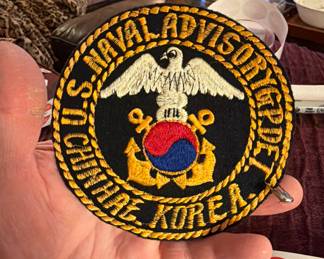 U.S. NAVAL ADVISORY GP DET.
CHINHAE KOREA